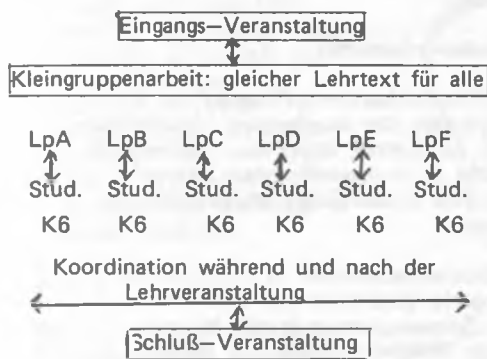 Eingangs—Veranstaltung
Kleingruppenarbeit: gleicher Lehrtext für alle
LpA LpB LpC LpD LpE LpF
Stud. Stud. Stud. Stud. Stud. Stud.
K6 K6 K6 K6 K6 K6
Koordination während und nach der
Lehrveranstaltung
Schluß—Veranstaltung